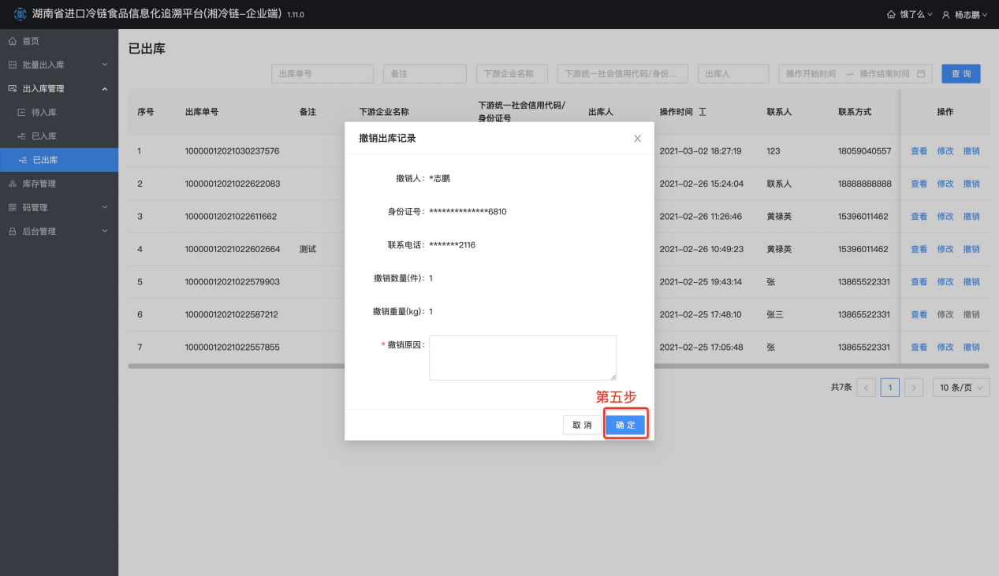 湖南省进口冷链食品信息化追溯平台(湘冷链-企业端) 1.11.0
饿了么
杨志鹏
首页
批量出入库
出入库管理
待入库
已入库
已出库
库存管理
码管理
后台管理
已出库
出库单号 备注 下游企业名称 下游统一社会信用代码/身份... 出库人 操作开始时间 → 操作结束时间 查 询
序号 出库单号 备注 下游企业名称 下游统一社会信用代码/ 出库人 操作时间 联系人 联系方式 操作
身份证号
1 10000012021030237576 2021-03-02 18:27:19 123 18059040557 查看 修改 撤销
2 10000012021022622083 2021-02-26 15:24:04 联系人 18888888888 查看 修改 撤销
3 10000012021022611662 2021-02-26 11:26:46 黄禄英 15396011462 查看 修改 撤销
4 10000012021022602664 测试 2021-02-26 10:49:23 黄禄英 15396011462 查看 修改 撤销
5 10000012021022579903 2021-02-25 19:43:14 张 13865522331 查看 修改 撤销
6 10000012021022587212 2021-02-25 17:48:10 张三 13865522331 查看 修改 撤销
7 10000012021022557855 2021-02-25 17:05:48 张 13865522331 查看 修改 撤销
共7条 < 1 > 10 条/页
撤销出库记录
撤销人: *志鹏
身份证号: **************6810
联系电话: *******2116
撤销数量(件): 1
撤销重量(kg): 1
* 撤销原因:
第五步
取 消 确 定